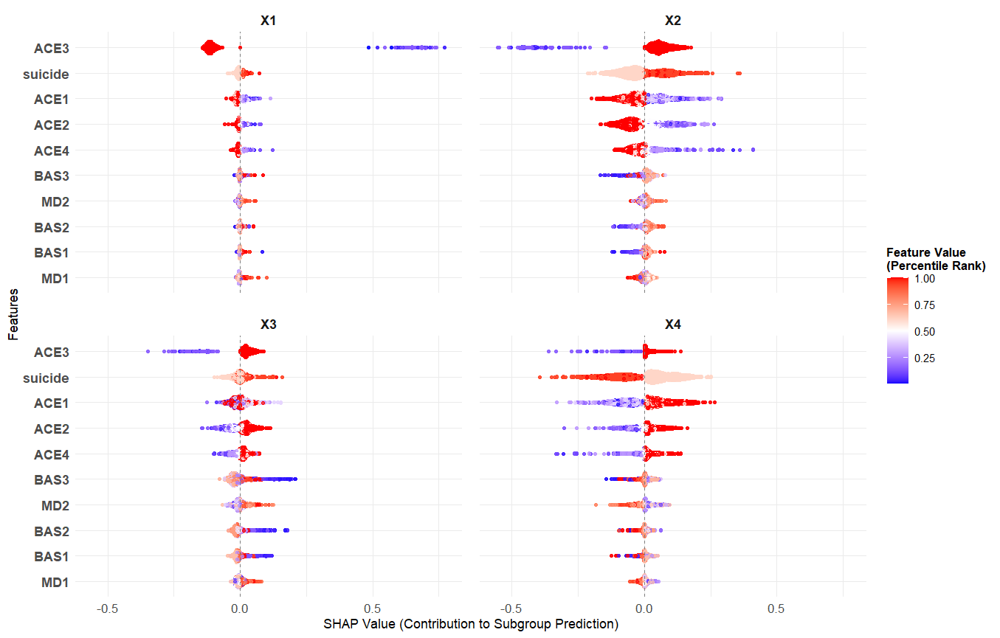 X1
X2
ACE3
suicide
ACE1
ACE2
ACE4
BAS3
MD2
BAS2
BAS1
MD1
X3
X4
ACE3
suicide
ACE1
ACE2
ACE4
BAS3
MD2
BAS2
BAS1
MD1
-0.5
0.0
0.5
-0.5
0.0
0.5
SHAP Value (Contribution to Subgroup Prediction)
Features
Feature Value
(Percentile Rank)
1.00
0.75
0.50
0.25